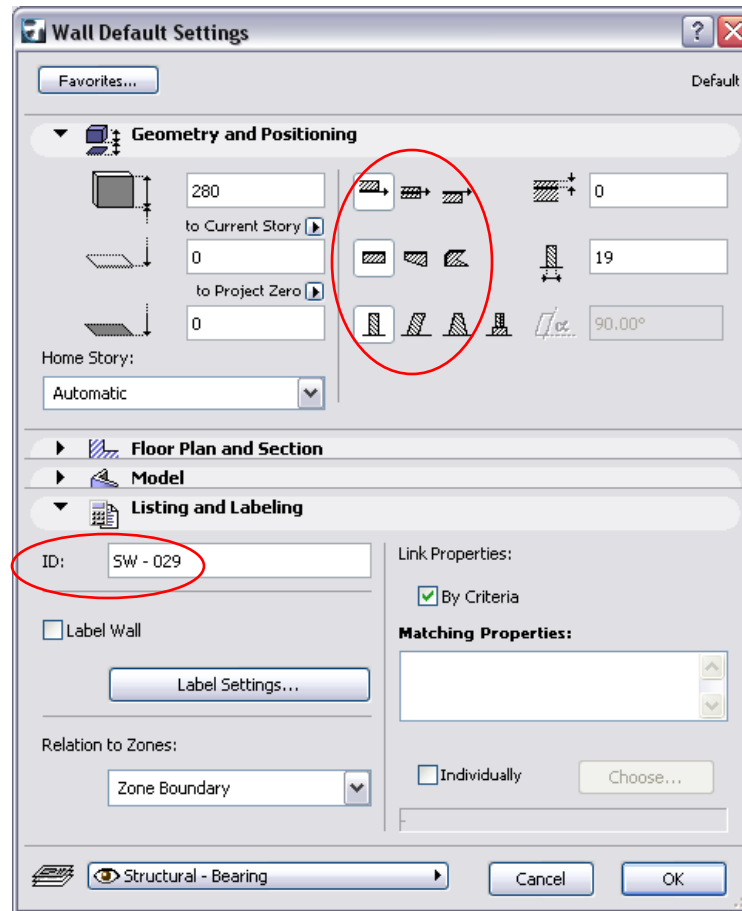 Wall Default Settings
Favorites...
Default
Geometry and Positioning
280
0
to Current Story
0
19
to Project Zero
0
90.00°
Home Story:
Automatic
Floor Plan and Section
Model
Listing and Labeling
ID:
SW - 029
Link Properties:
By Criteria
Label Wall
Matching Properties:
Label Settings...
Relation to Zones:
Zone Boundary
Individually
Choose...
-
Structural - Bearing
Cancel
OK